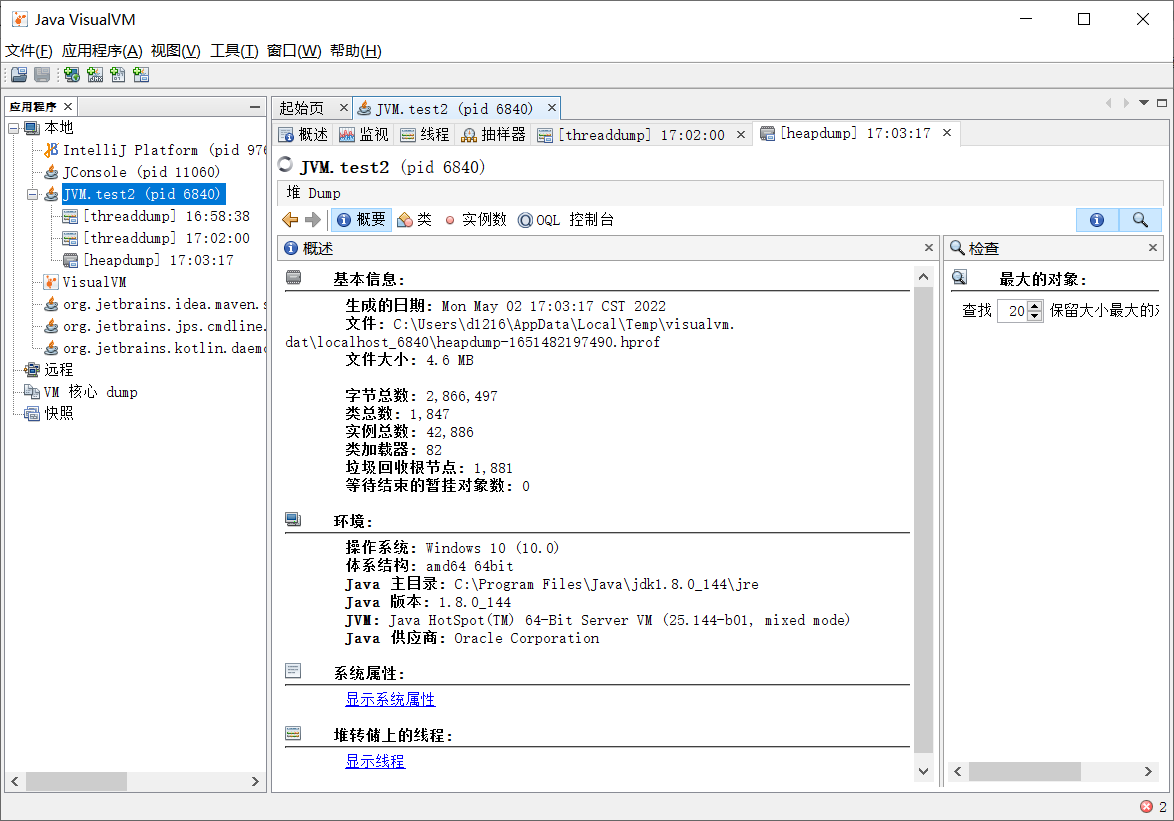 Java VisualVM
文件(F) 应用程序(A) 视图(V) 工具(T) 窗口(W) 帮助(H)
应用程序
本地
IntelliJ Platform (pid 976
JConsole (pid 11060)
JVM.test2 (pid 6840)
[threaddump] 16:58:38
[threaddump] 17:02:00
[heapdump] 17:03:17
VisualVM
org.jetbrains.idea.maven.s
org.jetbrains.jps.cmdline.
org.jetbrains.kotlin.daemo
远程
VM 核心 dump
快照
起始页 JVM.test2 (pid 6840)
概述 监视 线程 抽样器 [threaddump] 17:02:00 [heapdump] 17:03:17
JVM.test2 (pid 6840)
堆 Dump
概要 类 实例数 OQL 控制台
概述
基本信息:
生成的日期: Mon May 02 17:03:17 CST 2022
文件: C:\Users\d1216\AppData\Local\Temp\visualvm.
dat\localhost_6840\heapdump-1651482197490.hprof
文件大小: 4.6 MB
字节总数: 2,866,497
类总数: 1,847
实例总数: 42,886
类加载器: 82
垃圾回收根节点: 1,881
等待结束的暂挂对象数: 0
环境:
操作系统: Windows 10 (10.0)
体系结构: amd64 64bit
Java 主目录: C:\Program Files\Java\jdk1.8.0_144\jre
Java 版本: 1.8.0_144
JVM: Java HotSpot(TM) 64-Bit Server VM (25.144-b01, mixed mode)
Java 供应商: Oracle Corporation
系统属性:
显示系统属性
堆转储上的线程:
显示线程
检查
最大的对象:
查找 20 保留大小最大的
2